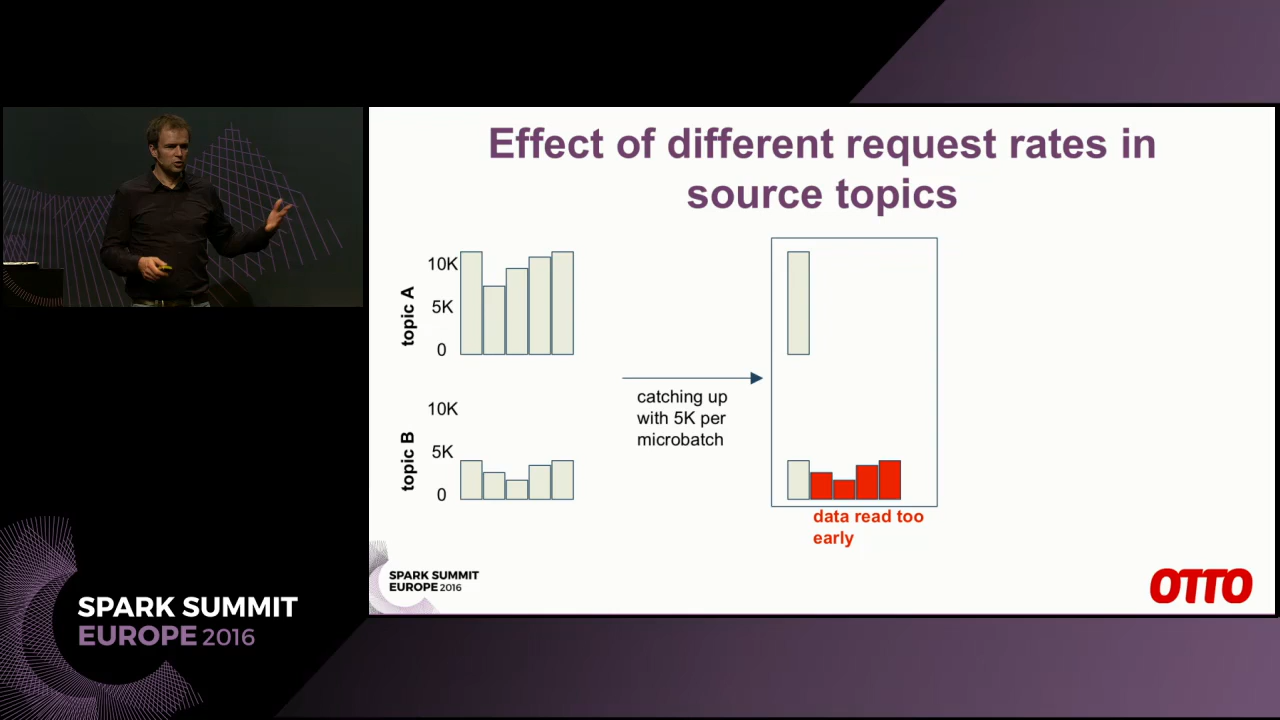 Effect of different request rates in
source topics
topic A
10K
5K
0
catching up
with 5K per
microbatch
topic B
10K
5K
0
data read too
early
SPARK SUMMIT
EUROPE 2016
OTTO
SPARK SUMMIT
EUROPE 2016